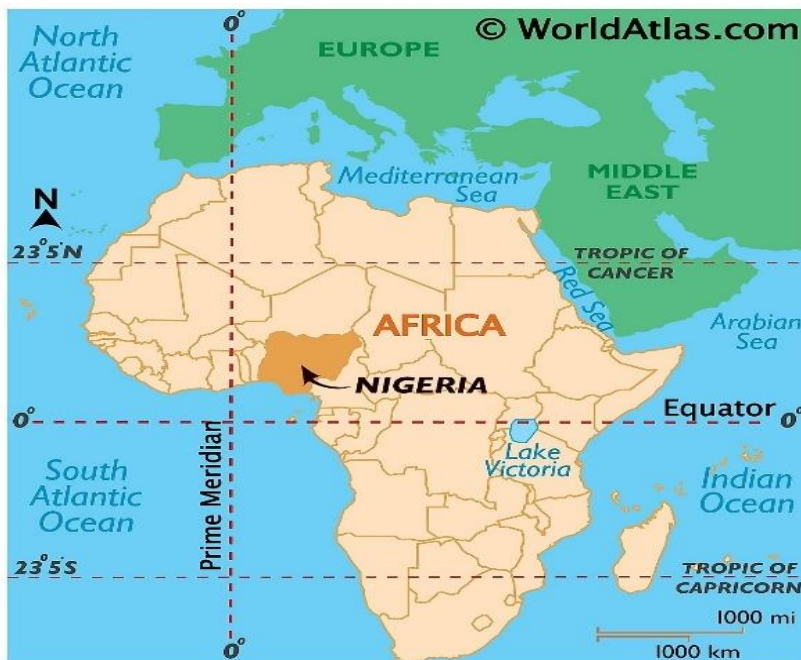 0°
© WorldAtlas.com
North
Atlantic
Ocean
EUROPE
Mediterranean
Sea
MIDDLE
EAST
N
23°5'N
TROPIC OF
CANCER
Red Sea
Arabian
Sea
AFRICA
NIGERIA
0°
Equator
0°
Prime Meridian
Lake
Victoria
South
Atlantic
Ocean
Indian
Ocean
23°5'S
TROPIC OF
CAPRICORN
1000 mi
1000 km
0°